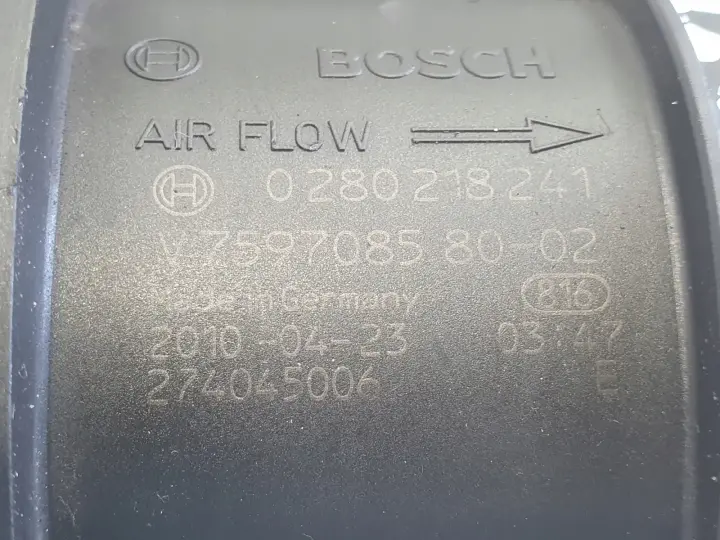 BOSCH
AIR FLOW
0 280 218 241
V 7597085 80-02
Made in Germany 816
2010-04-23 03:47
274045006 E